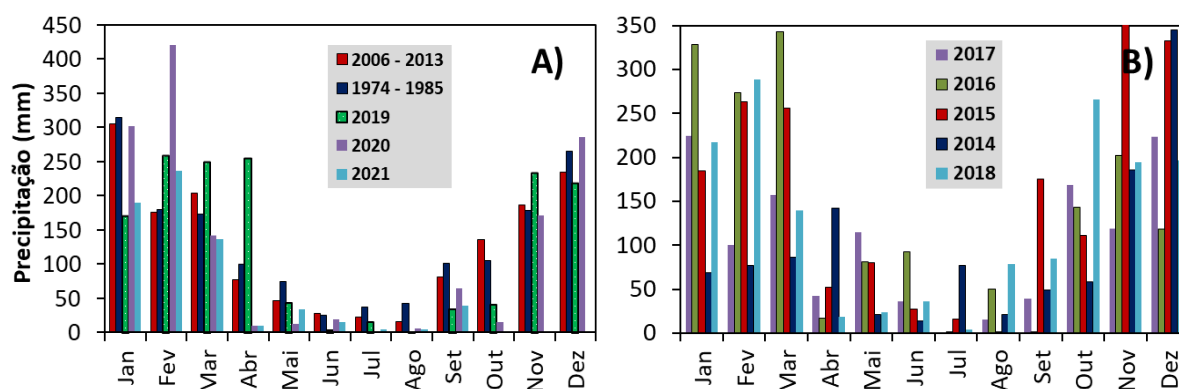 A)
Precipitação (mm)
450
400
350
300
250
200
150
100
50
0
2006 - 2013
1974 - 1985
2019
2020
2021
Jan
Fev
Mar
Abr
Mai
Jun
Jul
Ago
Set
Out
Nov
Dez
B)
350
300
250
200
150
100
50
0
2017
2016
2015
2014
2018
Jan
Fev
Mar
Abr
Mai
Jun
Jul
Ago
Set
Out
Nov
Dez